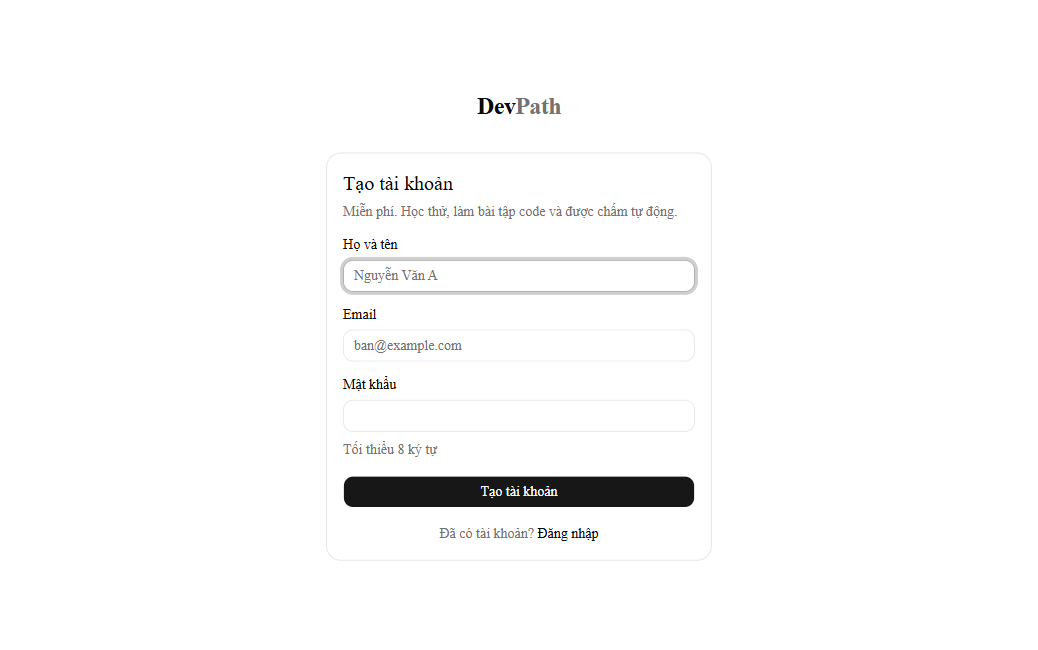 DevPath
Tạo tài khoản
Miễn phí. Học thử, làm bài tập code và được chấm tự động.
Họ và tên
Nguyễn Văn A
Email
ban@example.com
Mật khẩu
Tối thiểu 8 ký tự
Tạo tài khoản
Đã có tài khoản? Đăng nhập